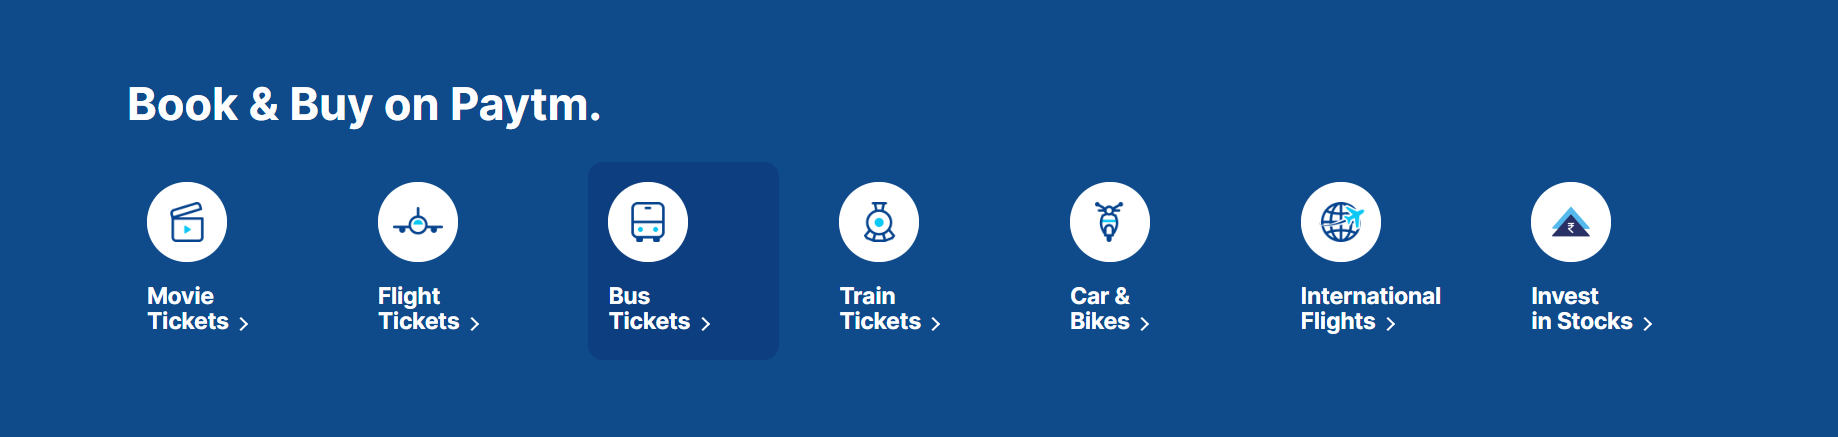 Book & Buy on Paytm.
Movie
Tickets
Flight
Tickets
Bus
Tickets
Train
Tickets
Car &
Bikes
International
Flights
₹
Invest
in Stocks